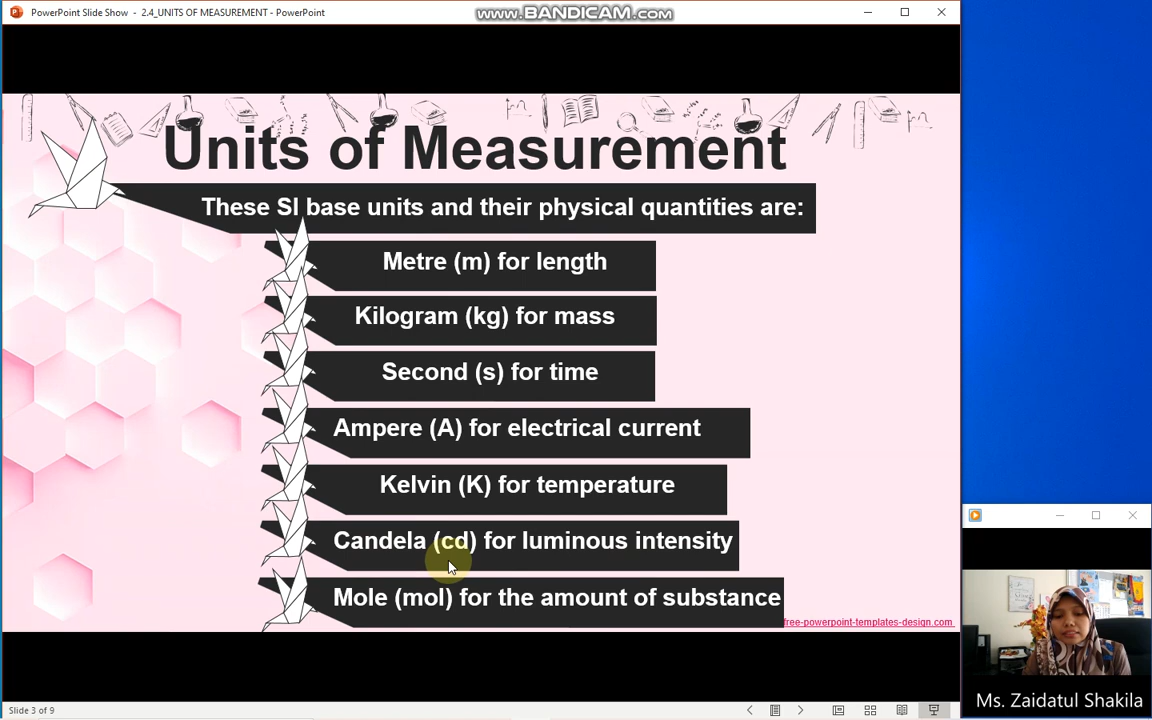 PowerPoint Slide Show - 2.4_UNITS OF MEASUREMENT - PowerPoint
www.BANDICAM.com
Units of Measurement
These SI base units and their physical quantities are:
Metre (m) for length
Kilogram (kg) for mass
Second (s) for time
Ampere (A) for electrical current
Kelvin (K) for temperature
Candela (cd) for luminous intensity
Mole (mol) for the amount of substance
free-powerpoint-templates-design.com
Ms. Zaidatul Shakila
Slide 3 of 9